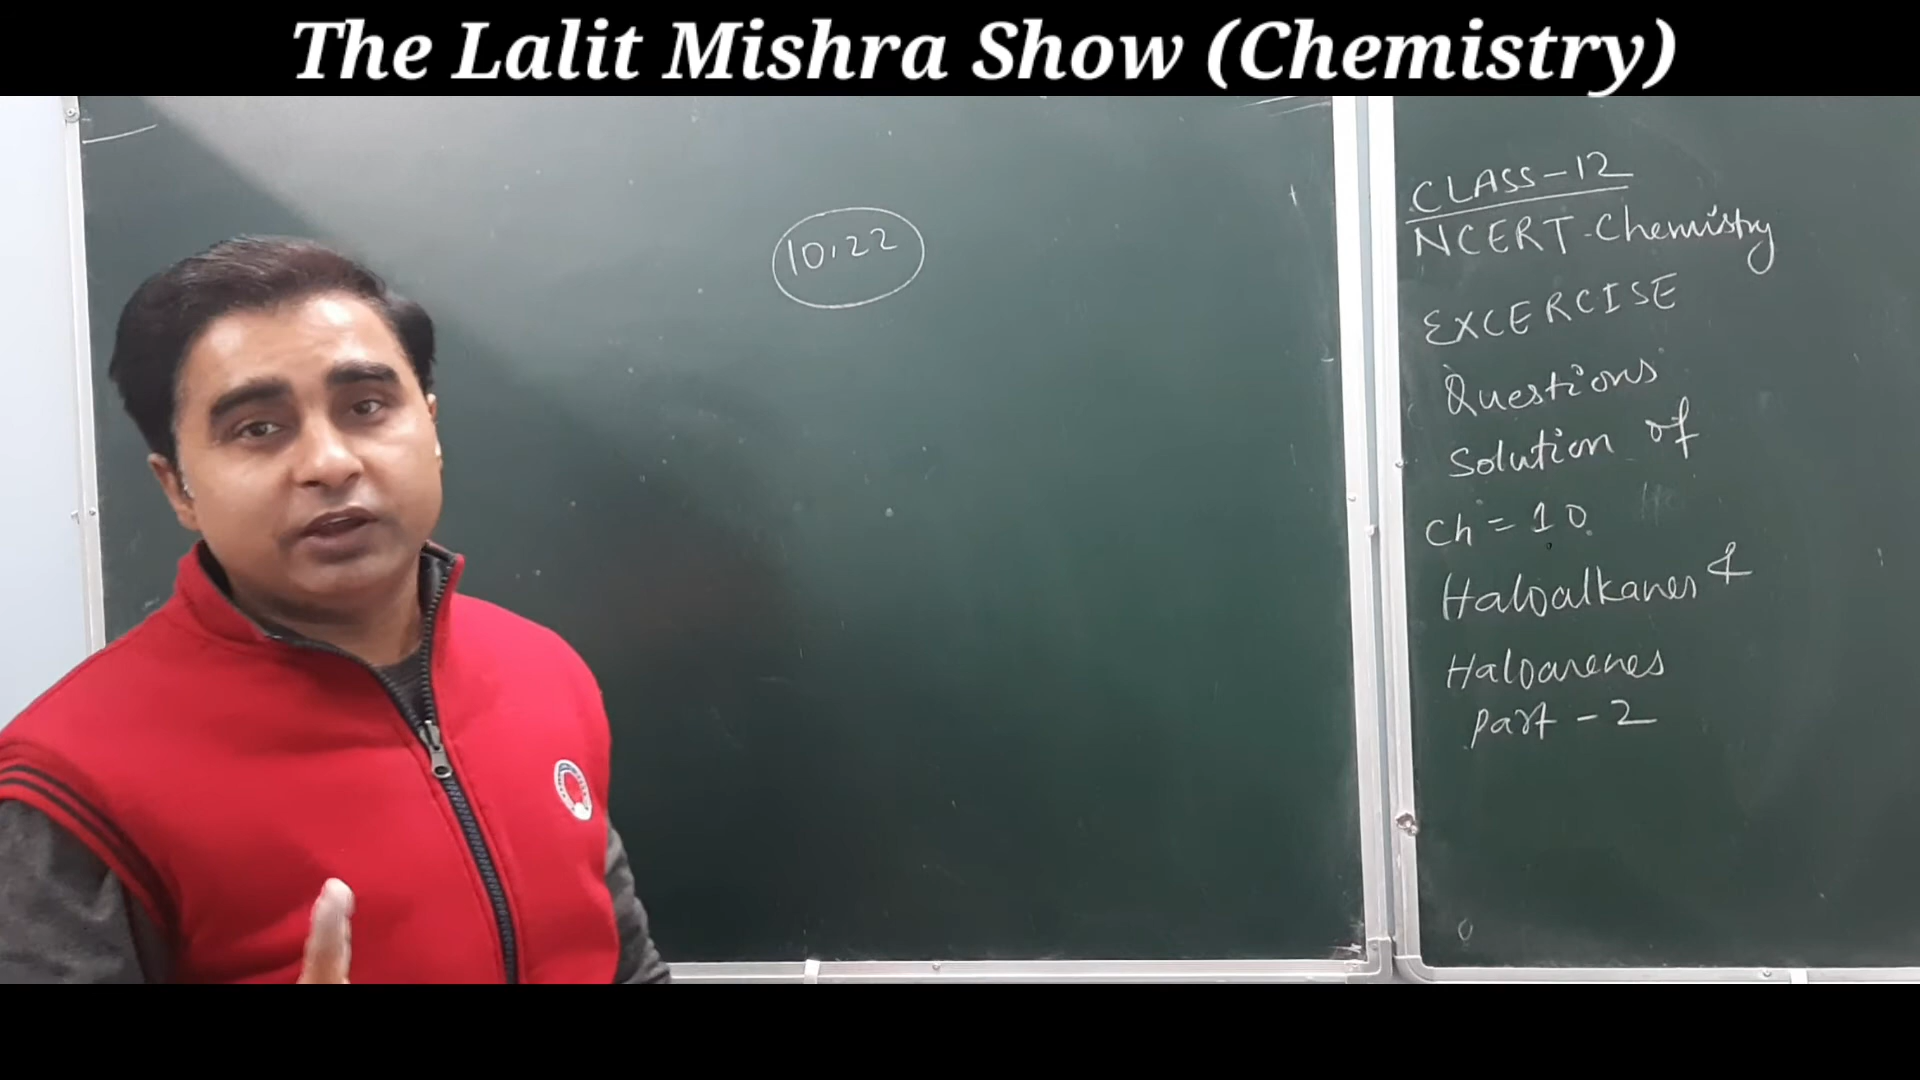 The Lalit Mishra Show (Chemistry)
10.22
CLASS-12
NCERT-Chemistry
EXCERCISE
Questions
Solution of
Ch = 10
Haloalkanes &
Haloarenes
Part - 2